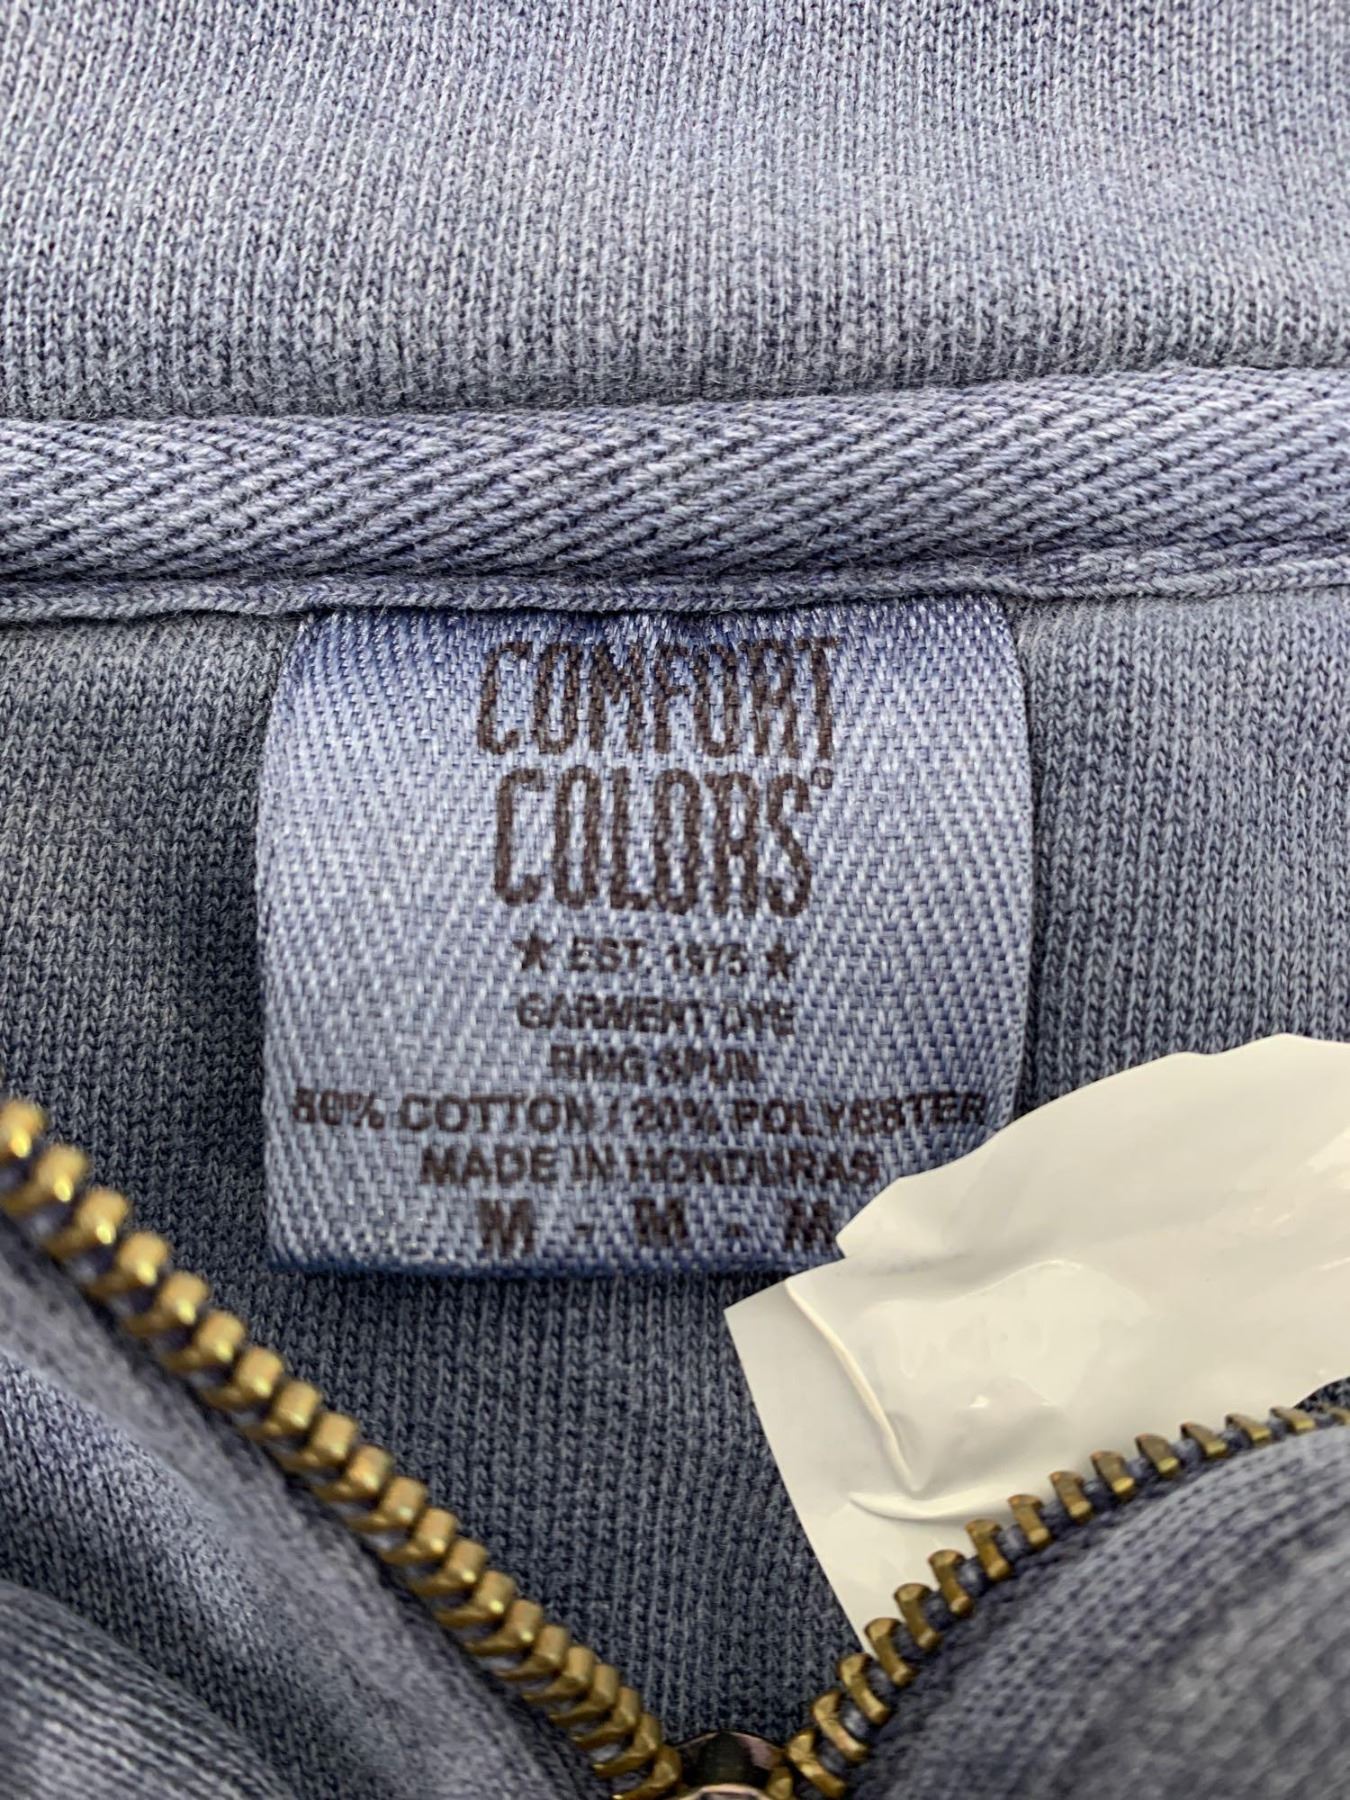 COMFORT
COLORS®
★ EST. 1975 ★
GARMENT DYE
RING SPUN
80% COTTON / 20% POLYESTER
MADE IN HONDURAS
M - M - M